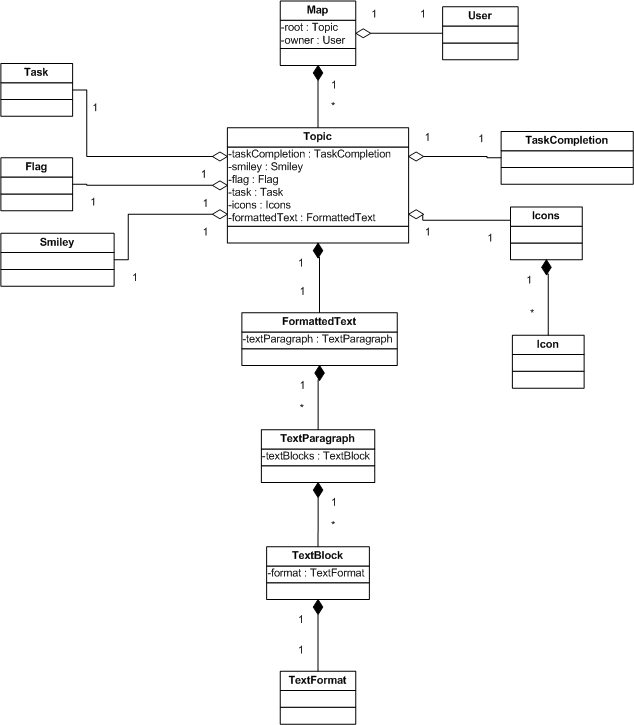 Map
-root : Topic
-owner : User
1
1
User
1
*
Task
1
Flag
1
1
Smiley
1
1
1
Topic
-taskCompletion : TaskCompletion
-smiley : Smiley
-flag : Flag
-task : Task
-icons : Icons
-formattedText : FormattedText
1
1
TaskCompletion
1
1
Icons
1
*
Icon
1
1
FormattedText
-textParagraph : TextParagraph
1
*
TextParagraph
-textBlocks : TextBlock
1
*
TextBlock
-format : TextFormat
1
1
TextFormat